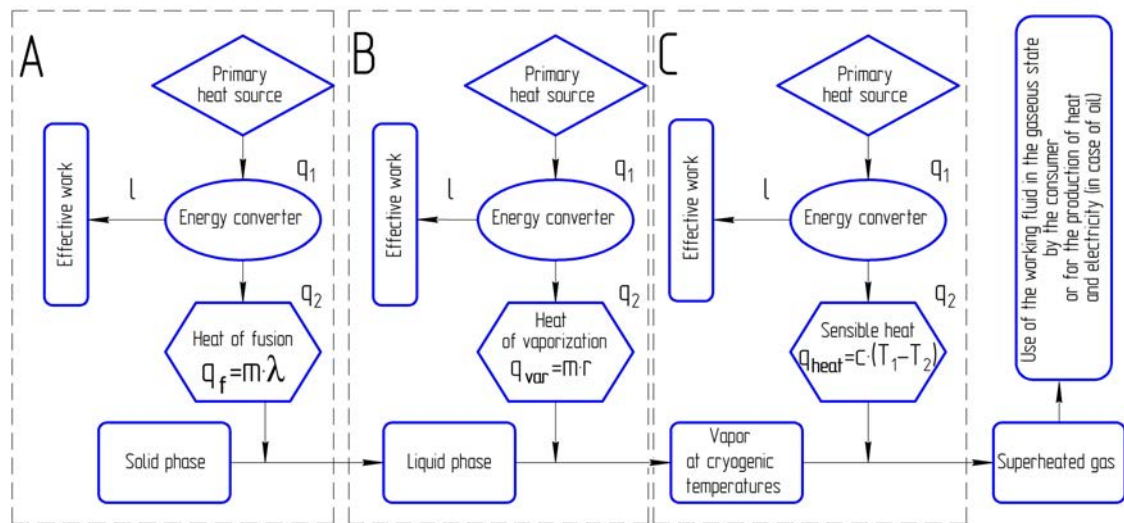 A
Primary
heat source
q₁
Energy converter
l
Effective work
q₂
Heat of fusion
q_f=m·λ
Solid phase
B
Primary
heat source
q₁
Energy converter
l
Effective work
q₂
Heat
of vaporization
q_var=m·r
Liquid phase
C
Primary
heat source
q₁
Energy converter
l
Effective work
q₂
Sensible heat
q_heat=c·(T₁-T₂)
Vapor
at cryogenic
temperatures
Superheated gas
Use of the working fluid in the gaseous state
by the consumer
or for the production of heat
and electricity (in case of oil)